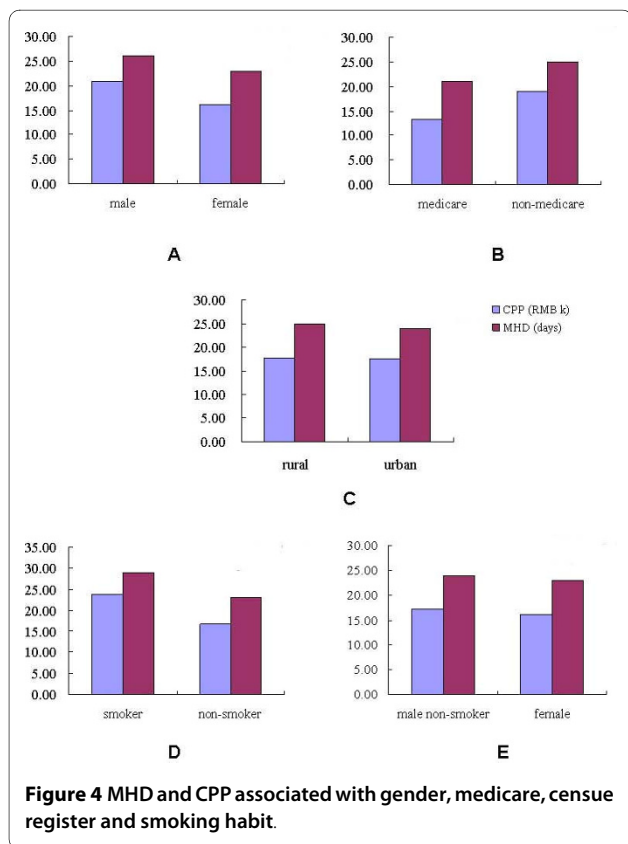 30.00
25.00
20.00
15.00
10.00
5.00
0.00
male female
A
30.00
25.00
20.00
15.00
10.00
5.00
0.00
medicare non-medicare
B
30.00
25.00
20.00
15.00
10.00
5.00
0.00
rural urban
C
CPP (RMB k)
MHD (days)
35.00
30.00
25.00
20.00
15.00
10.00
5.00
0.00
smoker non-smoker
D
30.00
25.00
20.00
15.00
10.00
5.00
0.00
male non-smoker female
E
Figure 4 MHD and CPP associated with gender, medicare, censue
register and smoking habit.